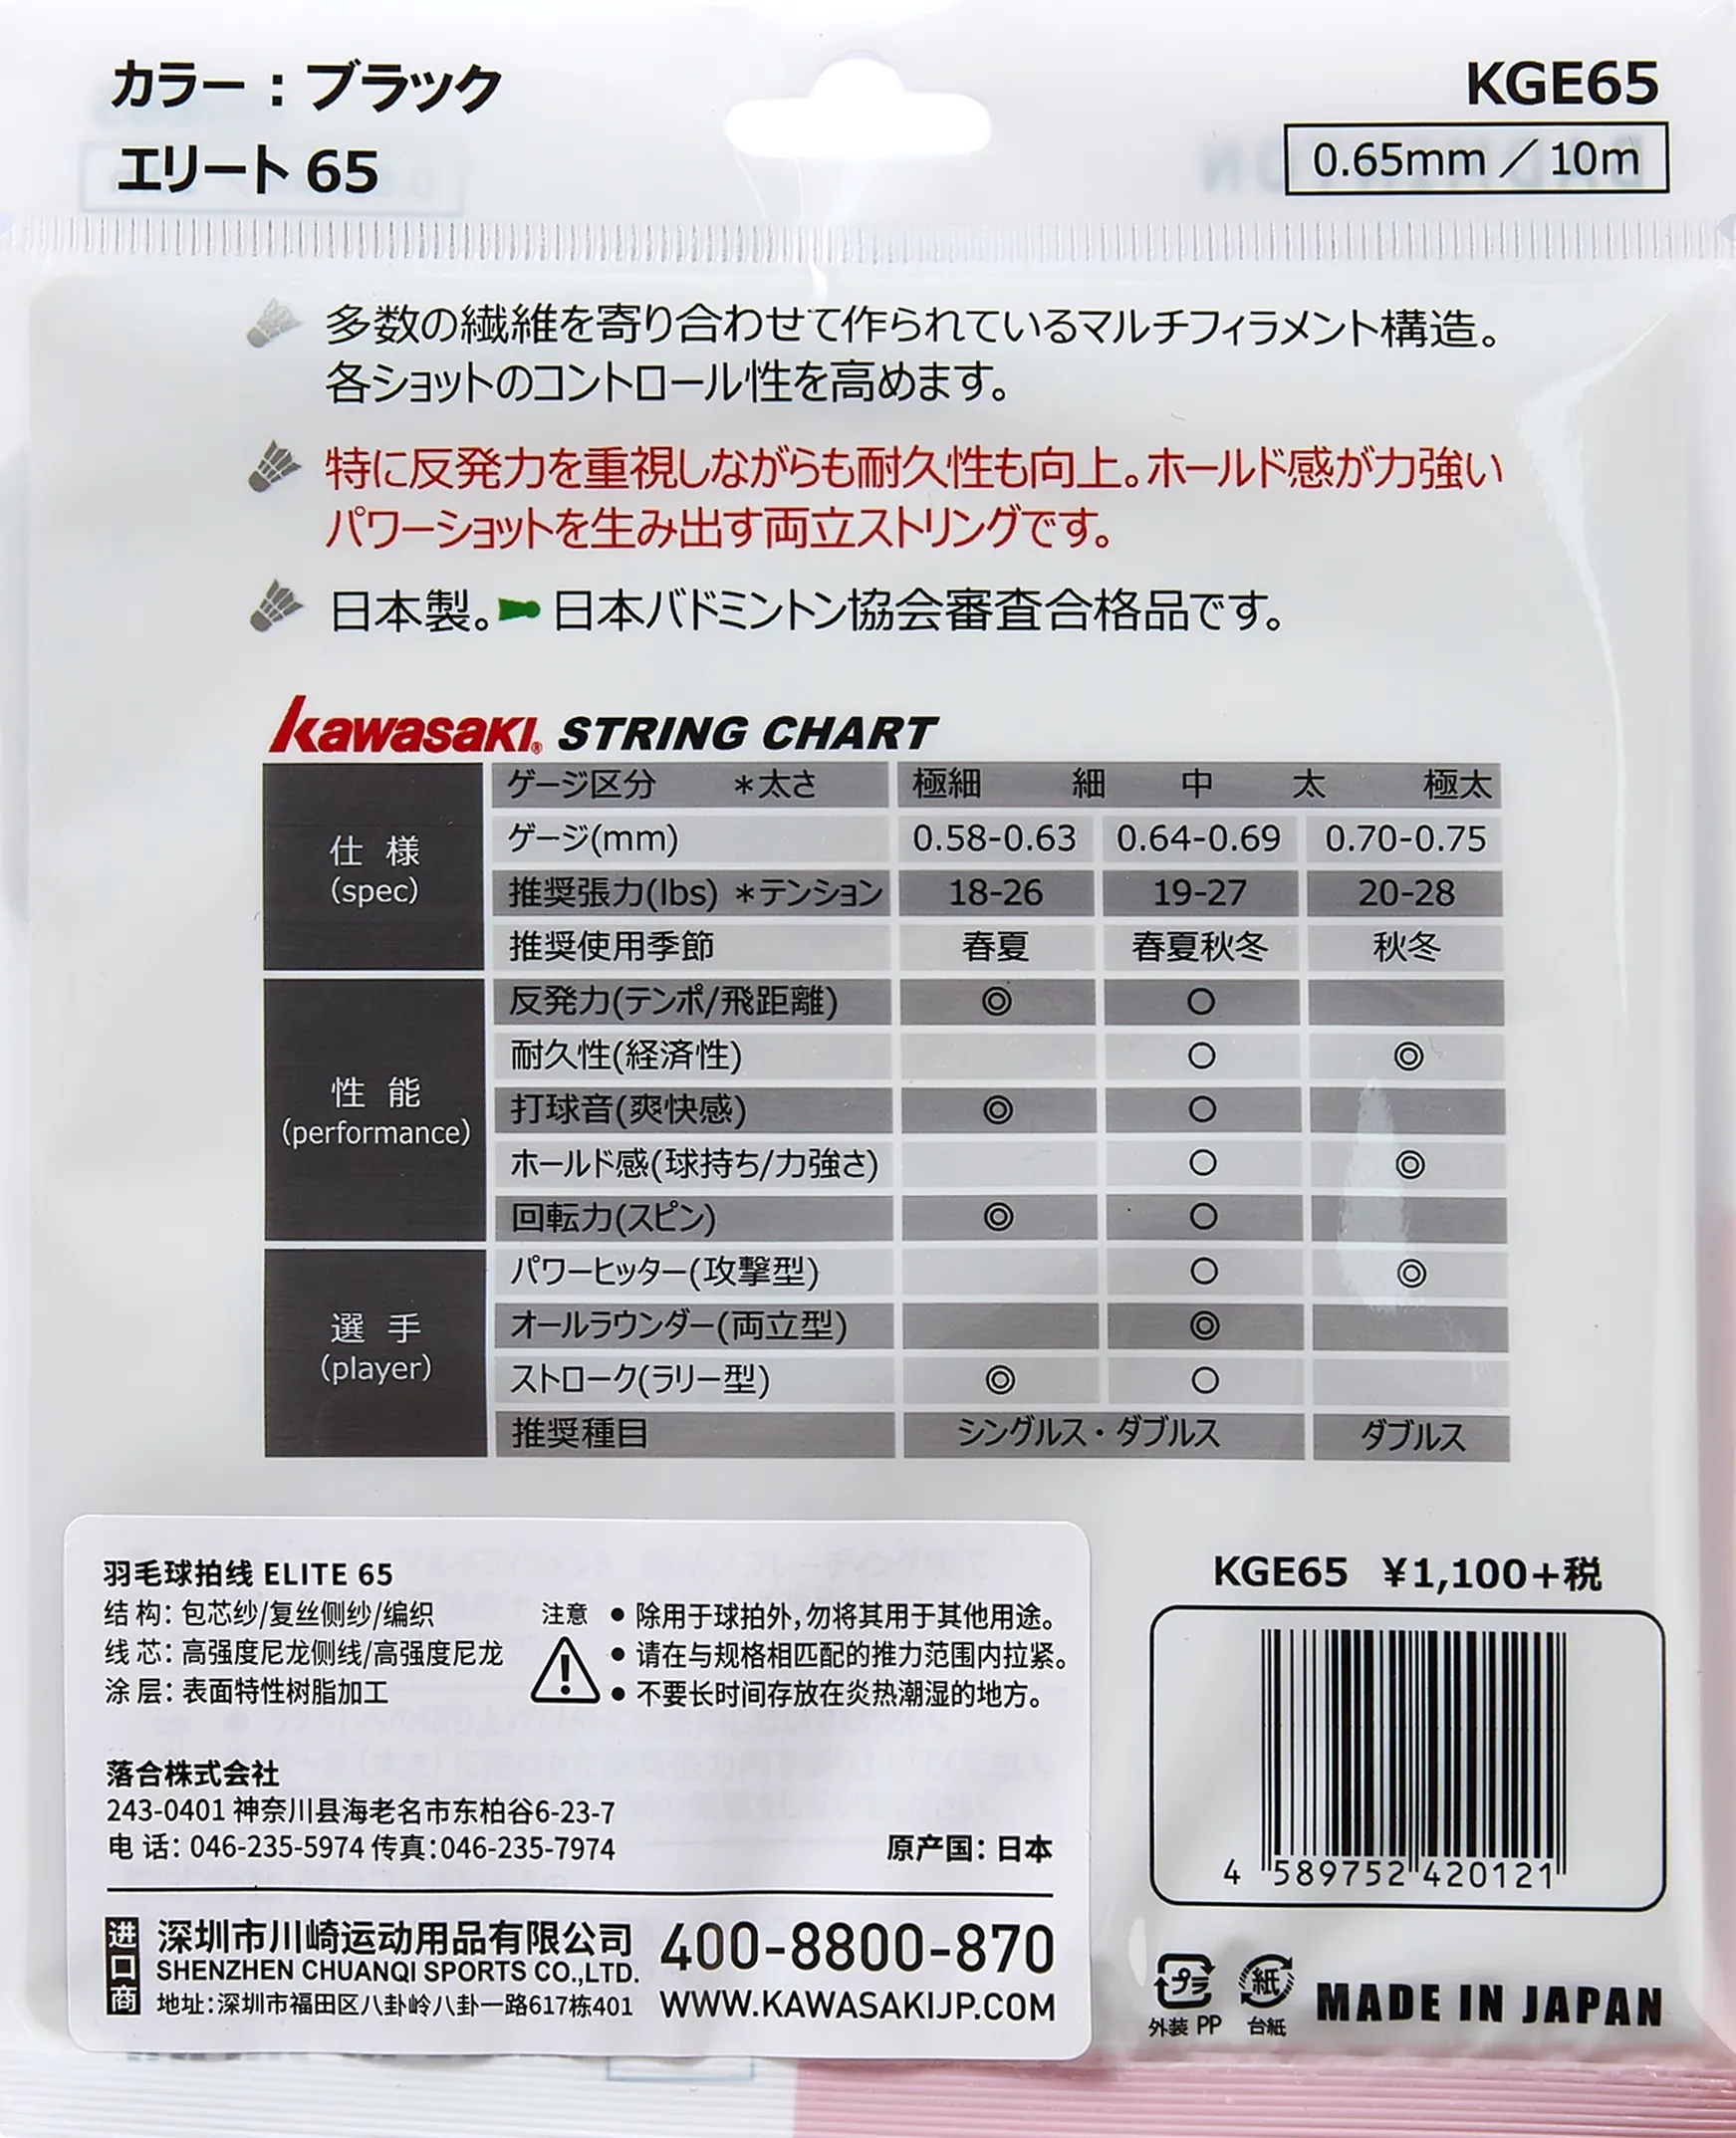 カラー：ブラック
エリート 65
KGE65
0.65mm／10m
多数の繊維を寄り合わせて作られているマルチフィラメント構造。
各ショットのコントロール性を高めます。
特に反発力を重視しながらも耐久性も向上。ホールド感が力強い
パワーショットを生み出す両立ストリングです。
日本製。日本バドミントン協会審査合格品です。
Kawasaki® STRING CHART
仕 様
(spec)
ゲージ区分 ＊太さ 極細 細 中 太 極太
ゲージ(mm) 0.58-0.63 0.64-0.69 0.70-0.75
推奨張力(lbs) ＊テンション 18-26 19-27 20-28
推奨使用季節 春夏 春夏秋冬 秋冬
性 能
(performance)
反発力(テンポ/飛距離) ◎ ○
耐久性(経済性) ○ ◎
打球音(爽快感) ◎ ○
ホールド感(球持ち/力強さ) ○ ◎
回転力(スピン) ◎ ○
選 手
(player)
パワーヒッター(攻撃型) ○ ◎
オールラウンダー(両立型) ◎
ストローク(ラリー型) ◎ ○
推奨種目 シングルス・ダブルス ダブルス
羽毛球拍线 ELITE 65
结 构：包芯纱/复丝侧纱/编织
线 芯：高强度尼龙侧线/高强度尼龙
涂 层：表面特性树脂加工
注意
● 除用于球拍外，勿将其用于其他用途。
● 请在与规格相匹配的推力范围内拉紧。
● 不要长时间存放在炎热潮湿的地方。
落合株式会社
243-0401 神奈川县海老名市东柏谷6-23-7
电 话：046-235-5974 传真：046-235-7974
原产国：日本
进口商
深圳市川崎运动用品有限公司
SHENZHEN CHUANQI SPORTS CO.,LTD.
地址：深圳市福田区八卦岭八卦一路617栋401
400-8800-870
WWW.KAWASAKIJP.COM
KGE65 ¥1,100+税
4 589752 420121
プラ
外装 PP
紙
台紙
MADE IN JAPAN